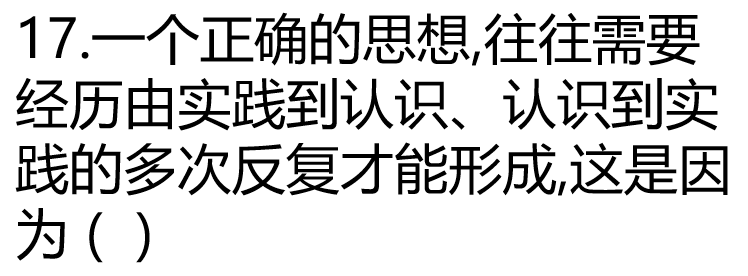 17.一个正确的思想,往往需要
经历由实践到认识、认识到实
践的多次反复才能形成,这是因
为 ( )